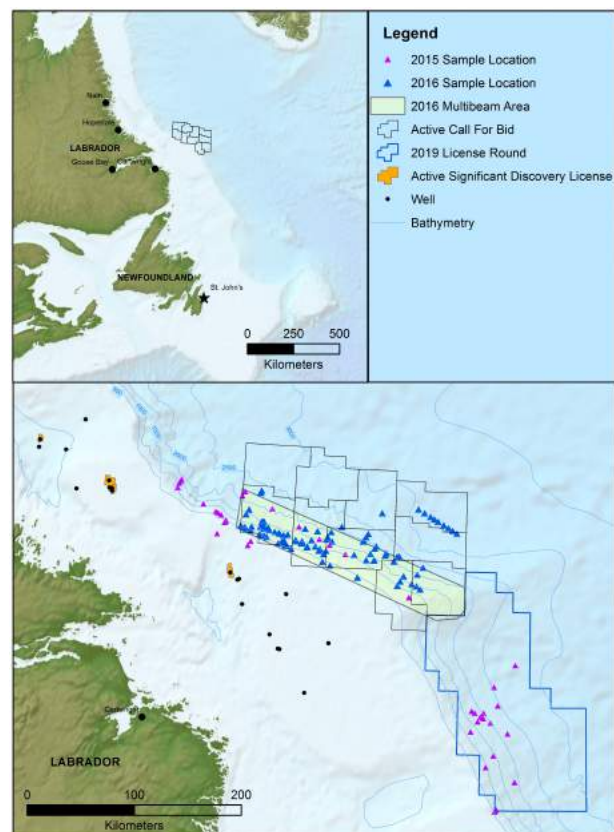 Legend
2015 Sample Location
2016 Sample Location
2016 Multibeam Area
Active Call For Bid
2019 License Round
Active Significant Discovery License
Well
Bathymetry
Nain
Hopedale
LABRADOR
Goose Bay
Cartwright
NEWFOUNDLAND
St. John's
0 250 500
Kilometers
Cartwright
LABRADOR
0 100 200
Kilometers